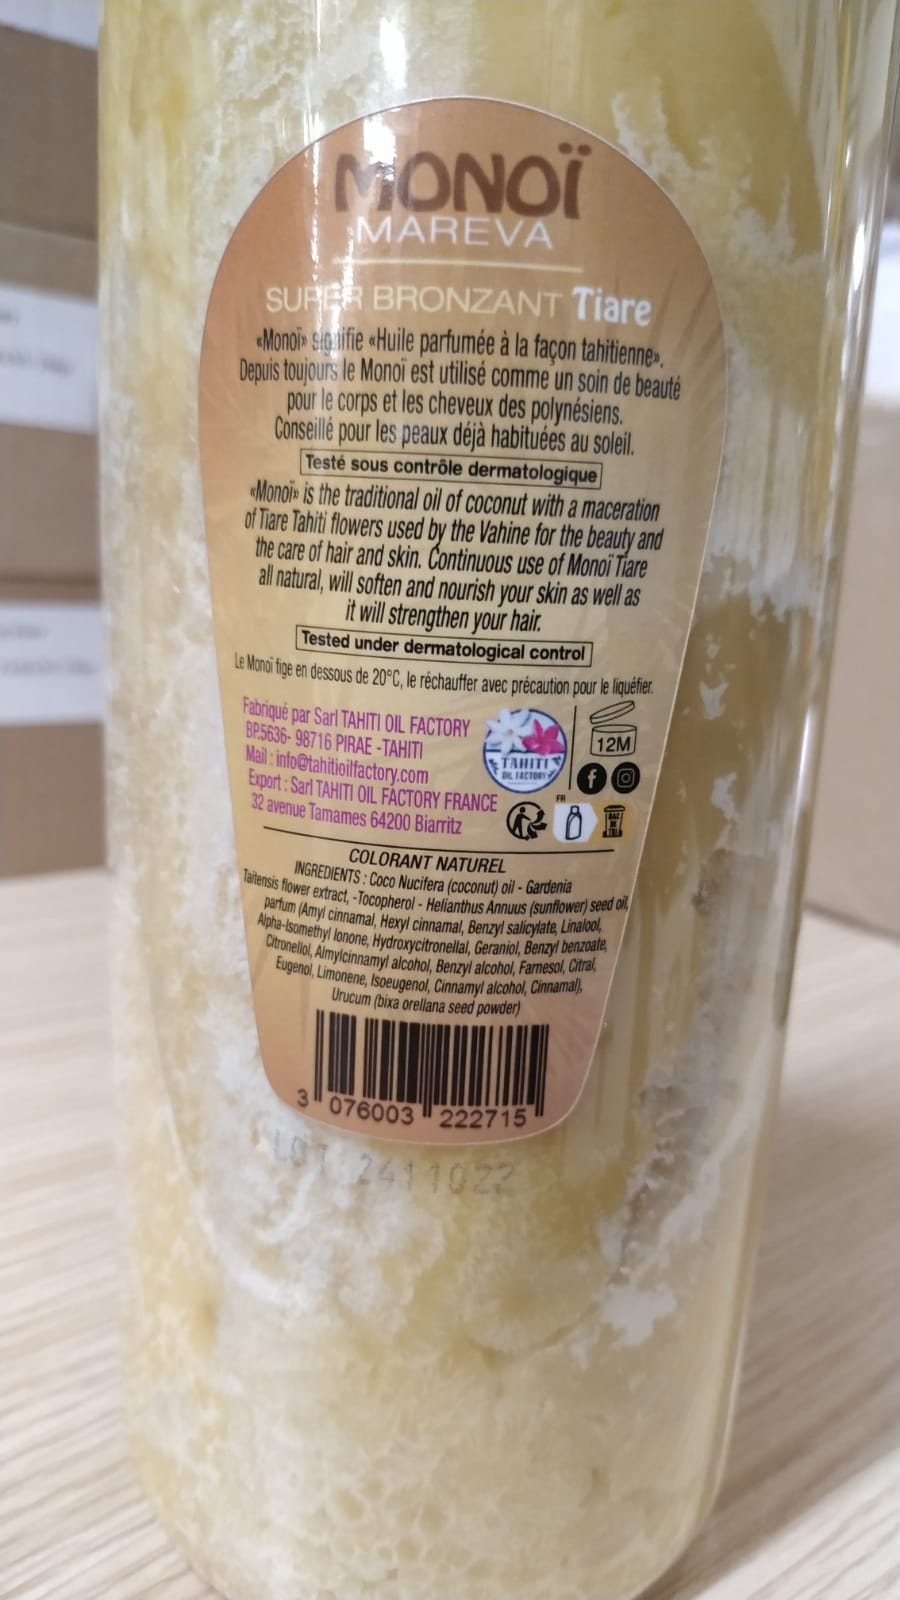 MONOÏ
MAREVA
SUPER BRONZANT Tiare
«Monoï» signifie «Huile parfumée à la façon tahitienne».
Depuis toujours le Monoï est utilisé comme un soin de beauté
pour le corps et les cheveux des polynésiens.
Conseillé pour les peaux déjà habituées au soleil.
Testé sous contrôle dermatologique
«Monoï» is the traditional oil of coconut with a maceration
of Tiare Tahiti flowers used by the Vahine for the beauty and
the care of hair and skin. Continuous use of Monoï Tiare
all natural, will soften and nourish your skin as well as
it will strengthen your hair.
Tested under dermatological control
Le Monoï fige en dessous de 20°C, le réchauffer avec précaution pour le liquéfier.
Fabriqué par Sarl TAHITI OIL FACTORY
BP.5636- 98716 PIRAE -TAHITI
Mail : info@tahitioilfactory.com
Export : Sarl TAHITI OIL FACTORY FRANCE
32 avenue Tamames 64200 Biarritz
TAHITI
OIL FACTORY
12M
FR
BAC
DE
TRI
COLORANT NATUREL
INGREDIENTS : Coco Nucifera (coconut) oil - Gardenia
Taitensis flower extract, -Tocopherol - Helianthus Annuus (sunflower) seed oil,
parfum (Amyl cinnamal, Hexyl cinnamal, Benzyl salicylate, Linalool,
Alpha-Isomethyl Ionone, Hydroxycitronellal, Geraniol, Benzyl benzoate,
Citronellol, Almylcinnamyl alcohol, Benzyl alcohol, Farnesol, Citral,
Eugenol, Limonene, Isoeugenol, Cinnamyl alcohol, Cinnamal),
Urucum (bixa orellana seed powder)
3 076003 222715
LOT 2411022